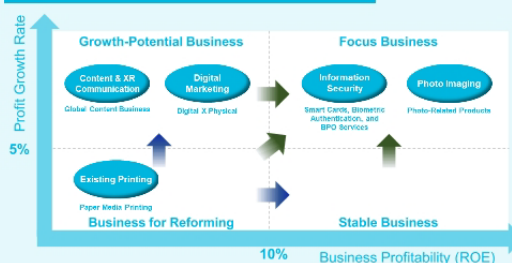 Profit Growth Rate
Growth-Potential Business
Focus Business
Content & XR
Communication
Global Content Business
Digital
Marketing
Digital X Physical
Information
Security
Smart Cards, Biometric
Authentication, and
BPO Services
Photo Imaging
Photo-Related Products
5%
Existing Printing
Paper Media Printing
Business for Reforming
Stable Business
10%
Business Profitability (ROE)